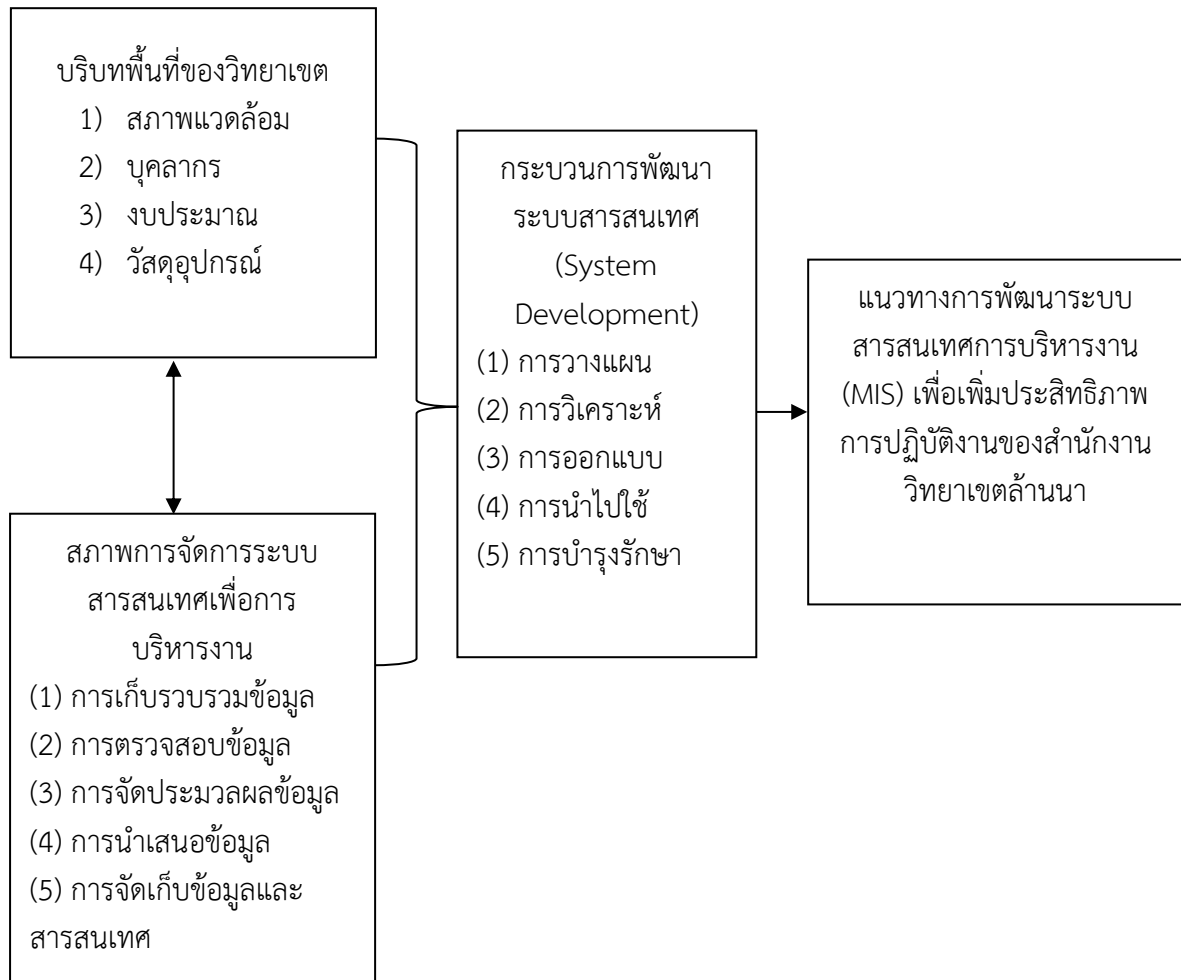 บริบทพื้นที่ของวิทยาเขต
1) สภาพแวดล้อม
2) บุคลากร
3) งบประมาณ
4) วัสดุอุปกรณ์
สภาพการจัดการระบบ
สารสนเทศเพื่อการ
บริหารงาน
(1) การเก็บรวบรวมข้อมูล
(2) การตรวจสอบข้อมูล
(3) การจัดประมวลผลข้อมูล
(4) การนำเสนอข้อมูล
(5) การจัดเก็บข้อมูลและ
สารสนเทศ
กระบวนการพัฒนา
ระบบสารสนเทศ
(System
Development)
(1) การวางแผน
(2) การวิเคราะห์
(3) การออกแบบ
(4) การนำไปใช้
(5) การบำรุงรักษา
แนวทางการพัฒนาระบบ
สารสนเทศการบริหารงาน
(MIS) เพื่อเพิ่มประสิทธิภาพ
การปฏิบัติงานของสำนักงาน
วิทยาเขตล้านนา